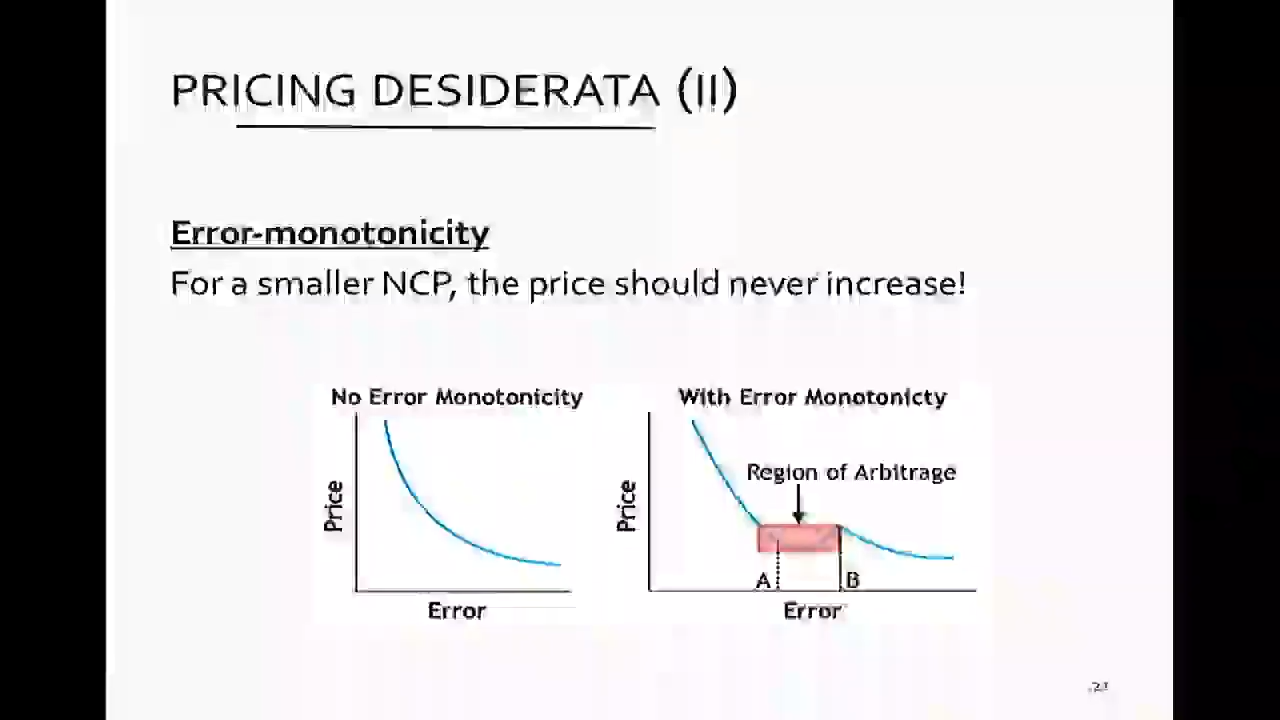 PRICING DESIDERATA (II)
Error-monotonicity
For a smaller NCP, the price should never increase!
No Error Monotonicity
Price
Error
With Error Monotonicty
Region of Arbitrage
Price
A
B
Error